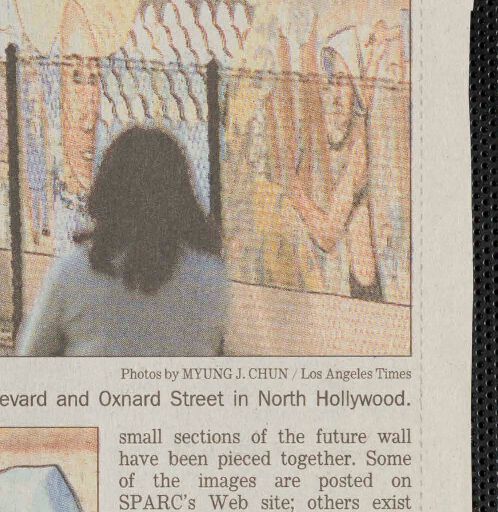 Photos by MYUNG J. CHUN / Los Angeles Times
evard and Oxnard Street in North Hollywood.
small sections of the future wall
have been pieced together. Some
of the images are posted on
SPARC's Web site; others exist